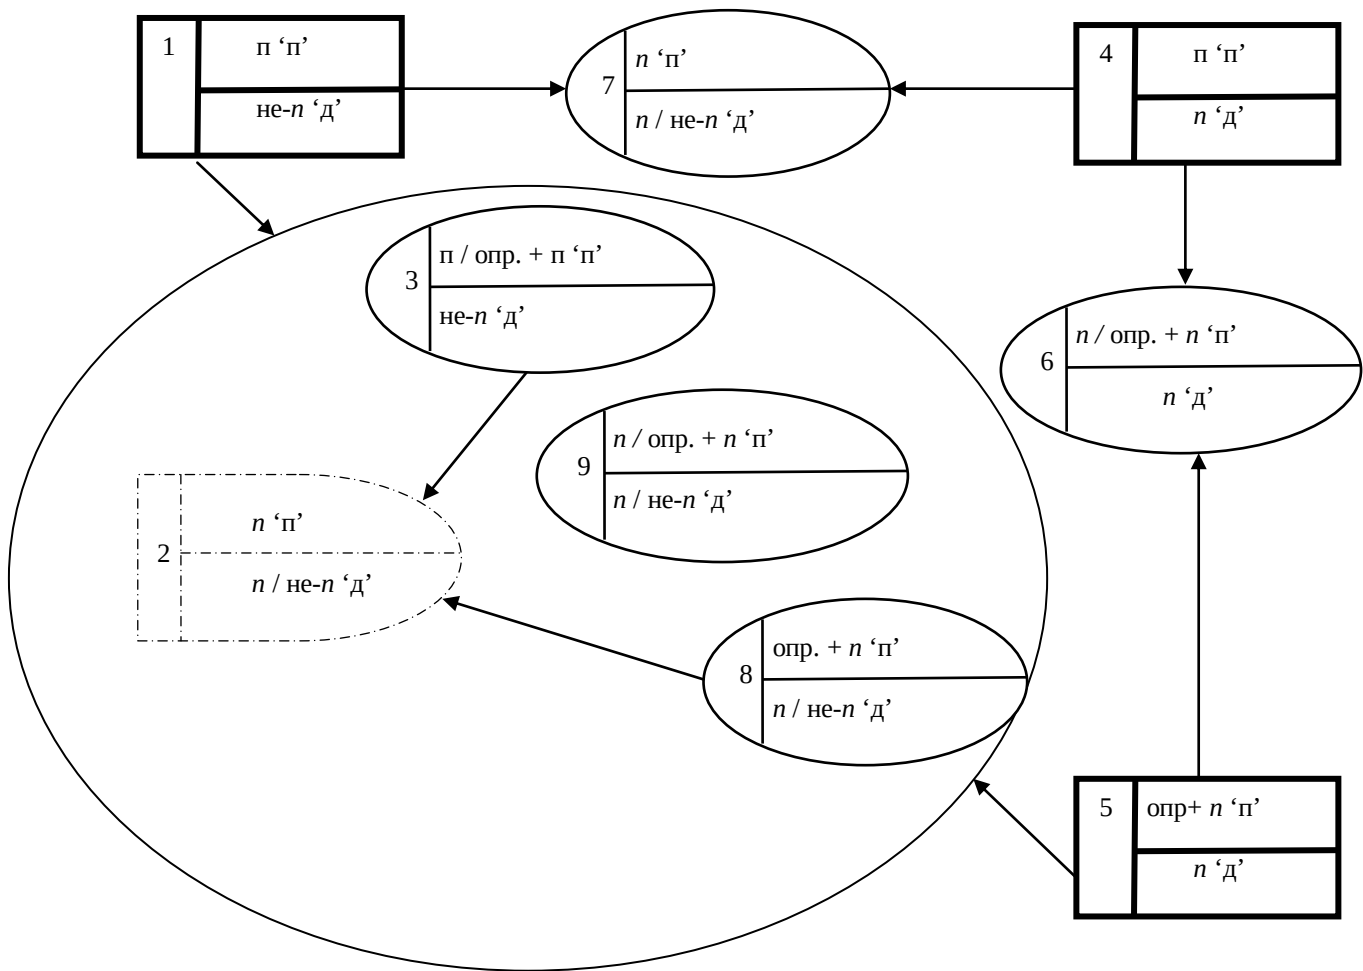 1
п ‘п’
не-п ‘д’
7
п ‘п’
п / не-п ‘д’
4
п ‘п’
п ‘д’
3
п / опр. + п ‘п’
не-п ‘д’
6
п / опр. + п ‘п’
п ‘д’
9
п / опр. + п ‘п’
п / не-п ‘д’
2
п ‘п’
п / не-п ‘д’
8
опр. + п ‘п’
п / не-п ‘д’
5
опр+ п ‘п’
п ‘д’